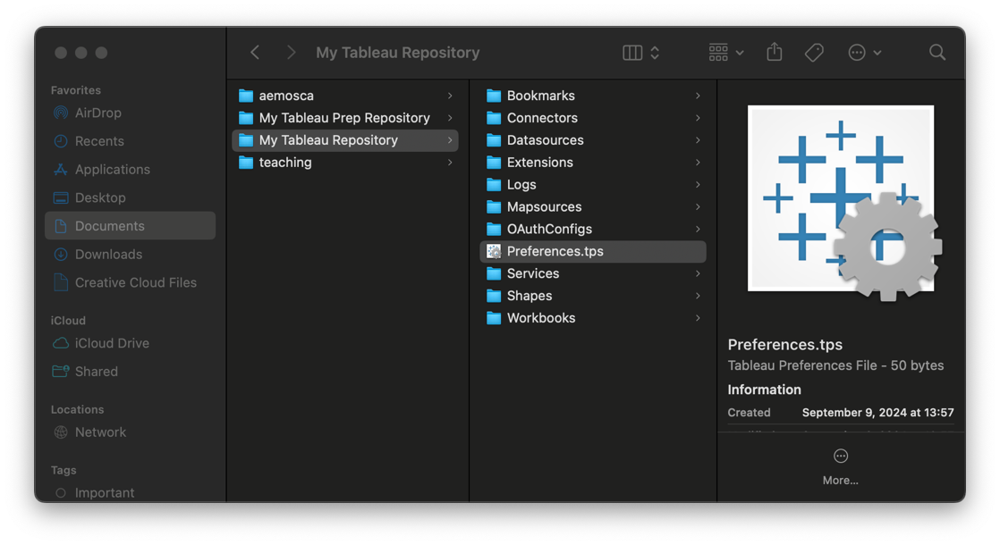 My Tableau Repository
Favorites
AirDrop
Recents
Applications
Desktop
Documents
Downloads
Creative Cloud Files
iCloud
iCloud Drive
Shared
Locations
Network
Tags
Important
aemosca
My Tableau Prep Repository
My Tableau Repository
teaching
Bookmarks
Connectors
Datasources
Extensions
Logs
Mapsources
OAuthConfigs
Preferences.tps
Services
Shapes
Workbooks
Preferences.tps
Tableau Preferences File - 50 bytes
Information
Created September 9, 2024 at 13:57
More...